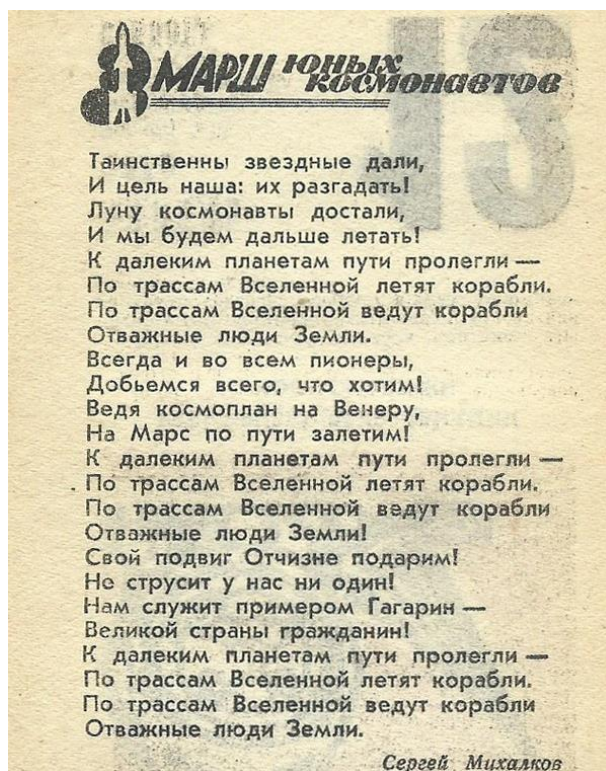 МАРШ юных космонавтов
Таинственны звездные дали,
И цель наша: их разгадать!
Луну космонавты достали,
И мы будем дальше летать!
К далеким планетам пути пролегли —
По трассам Вселенной летят корабли.
По трассам Вселенной ведут корабли
Отважные люди Земли.
Всегда и во всем пионеры,
Добьемся всего, что хотим!
Ведя космоплан на Венеру,
На Марс по пути залетим!
К далеким планетам пути пролегли —
По трассам Вселенной летят корабли.
По трассам Вселенной ведут корабли
Отважные люди Земли!
Свой подвиг Отчизне подарим!
Не струсит у нас ни один!
Нам служит примером Гагарин —
Великой страны гражданин!
К далеким планетам пути пролегли —
По трассам Вселенной летят корабли.
По трассам Вселенной ведут корабли
Отважные люди Земли.
Сергей Михалков